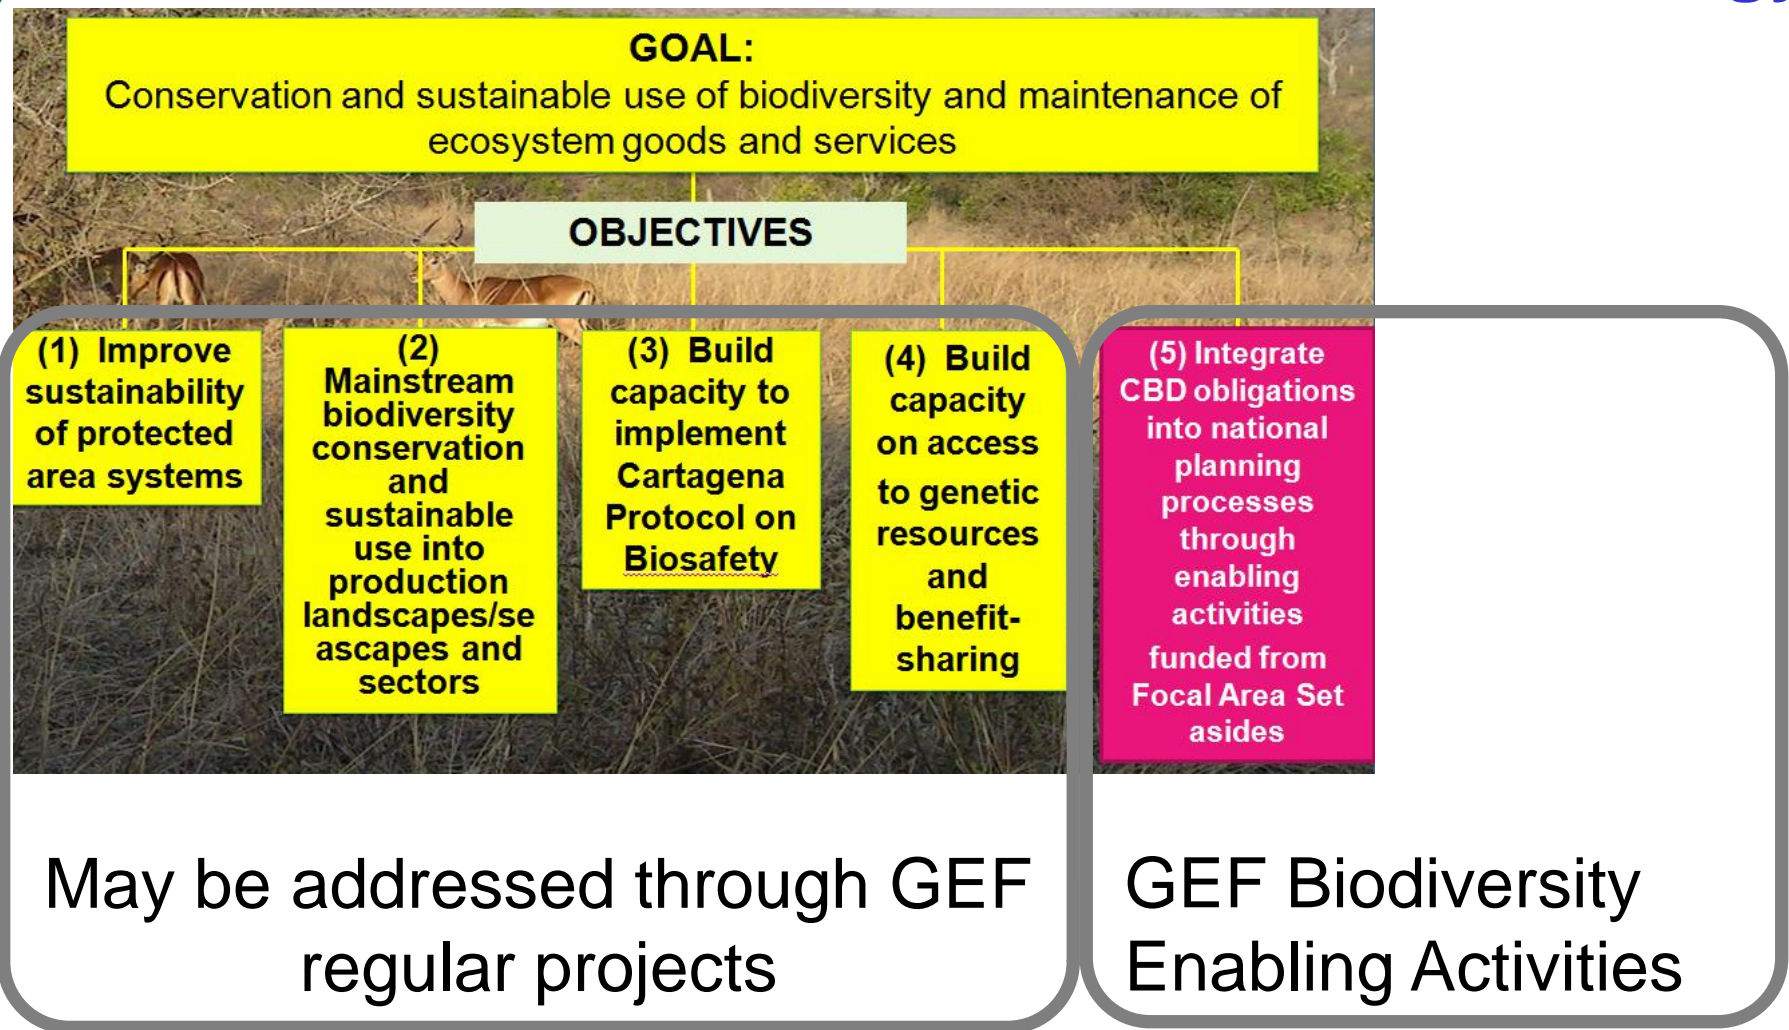 GOAL:
Conservation and sustainable use of biodiversity and maintenance of
ecosystem goods and services
OBJECTIVES
(1) Improve
sustainability
of protected
area systems
(2)
Mainstream
biodiversity
conservation
and
sustainable
use into
production
landscapes/se
ascapes and
sectors
(3) Build
capacity to
implement
Cartagena
Protocol on
Biosafety
(4) Build
capacity
on access
to genetic
resources
and
benefit-
sharing
(5) Integrate
CBD obligations
into national
planning
processes
through
enabling
activities
funded from
Focal Area Set
asides
May be addressed through GEF
regular projects
GEF Biodiversity
Enabling Activities